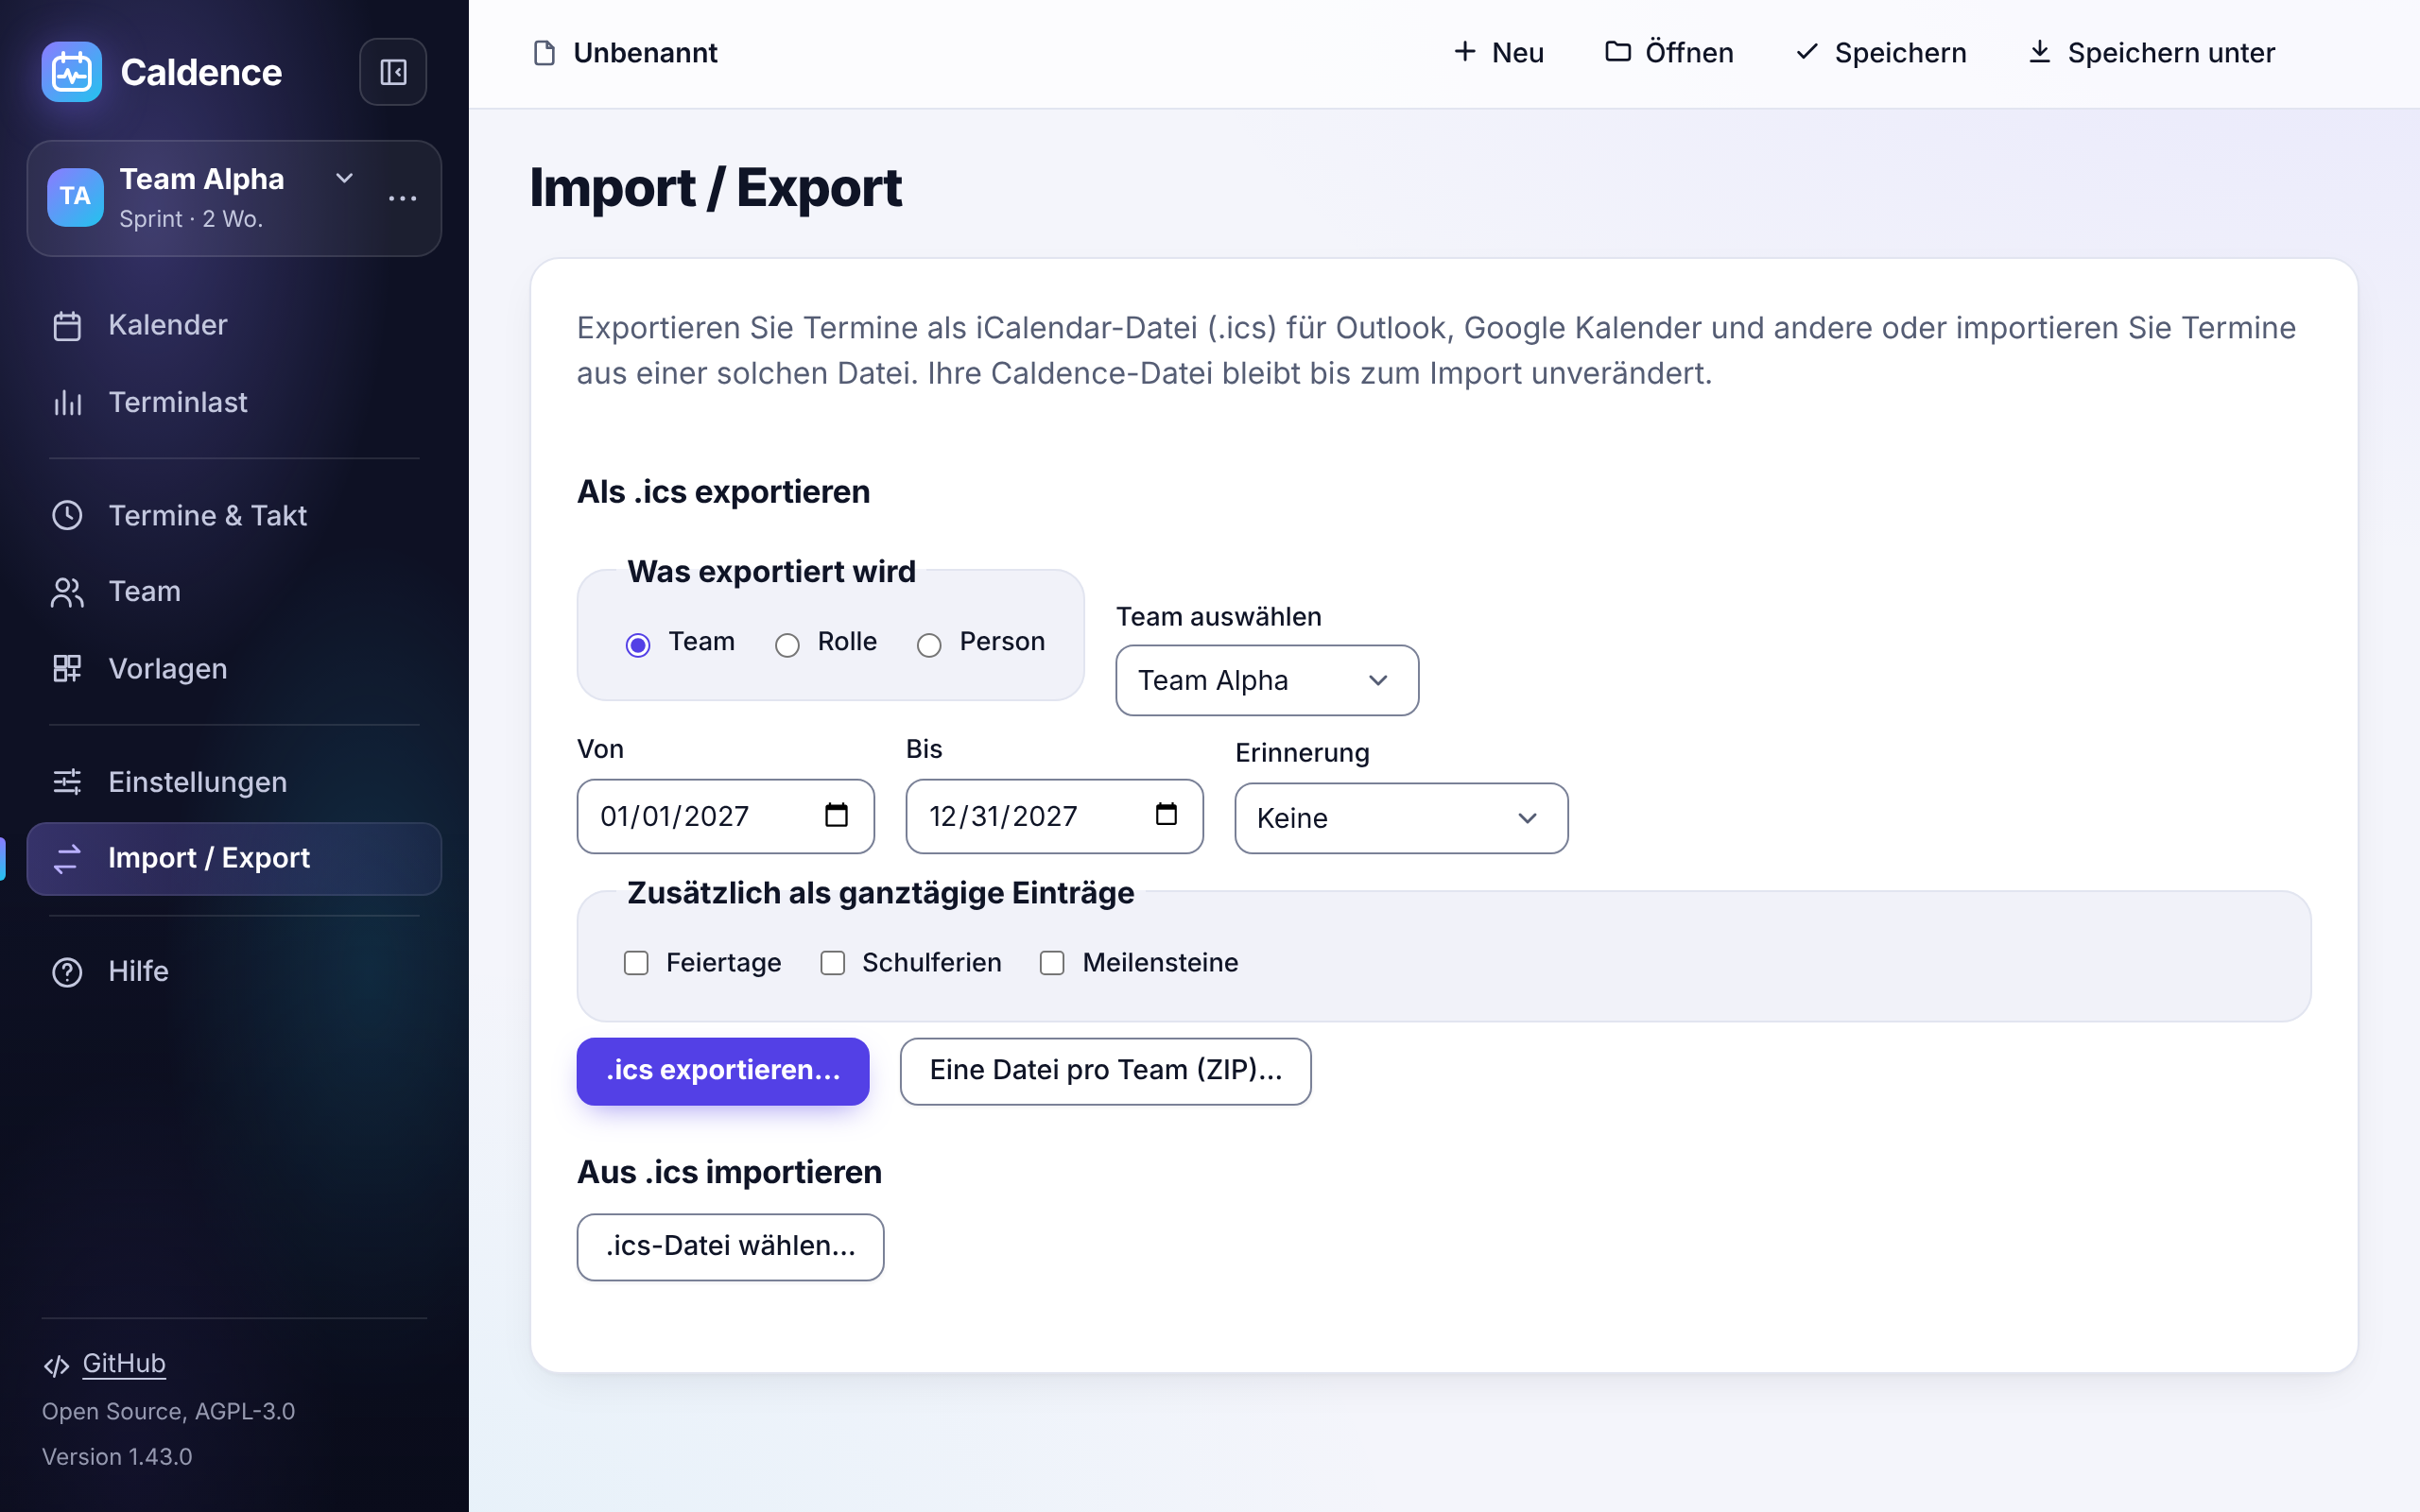 Caldence
TA
Team Alpha
Sprint · 2 Wo.
Kalender
Terminlast
Termine & Takt
Team
Vorlagen
Einstellungen
Import / Export
Hilfe
GitHub
Open Source, AGPL-3.0
Version 1.43.0
Unbenannt
Neu
Öffnen
Speichern
Speichern unter
Import / Export
Exportieren Sie Termine als iCalendar-Datei (.ics) für Outlook, Google Kalender und andere oder importieren Sie Termine
aus einer solchen Datei. Ihre Caldence-Datei bleibt bis zum Import unverändert.
Als .ics exportieren
Was exportiert wird
Team Rolle Person
Team auswählen
Team Alpha
Von Bis Erinnerung
01/01/2027 12/31/2027 Keine
Zusätzlich als ganztägige Einträge
Feiertage Schulferien Meilensteine
.ics exportieren... Eine Datei pro Team (ZIP)...
Aus .ics importieren
.ics-Datei wählen...